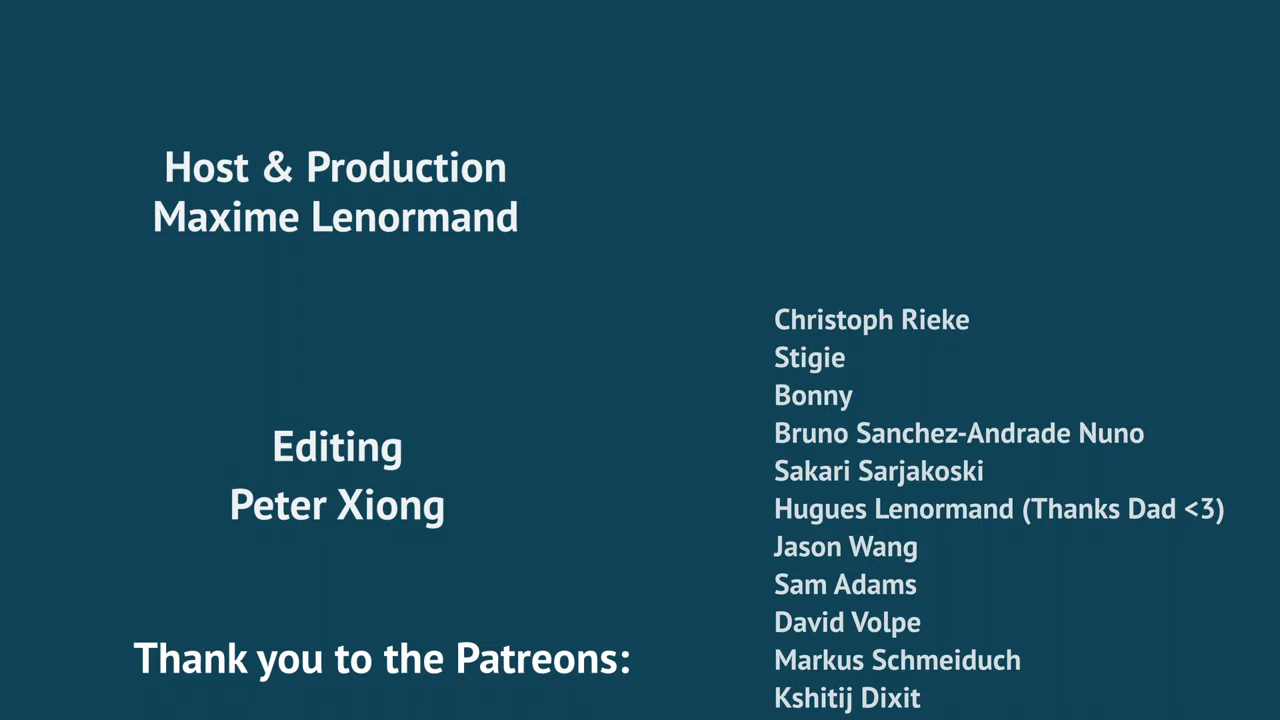 Host & Production
Maxime Lenormand
Editing
Peter Xiong
Thank you to the Patreons:
Christoph Rieke
Stigie
Bonny
Bruno Sanchez-Andrade Nuno
Sakari Sarjakoski
Hugues Lenormand (Thanks Dad <3)
Jason Wang
Sam Adams
David Volpe
Markus Schmeiduch
Kshitij Dixit